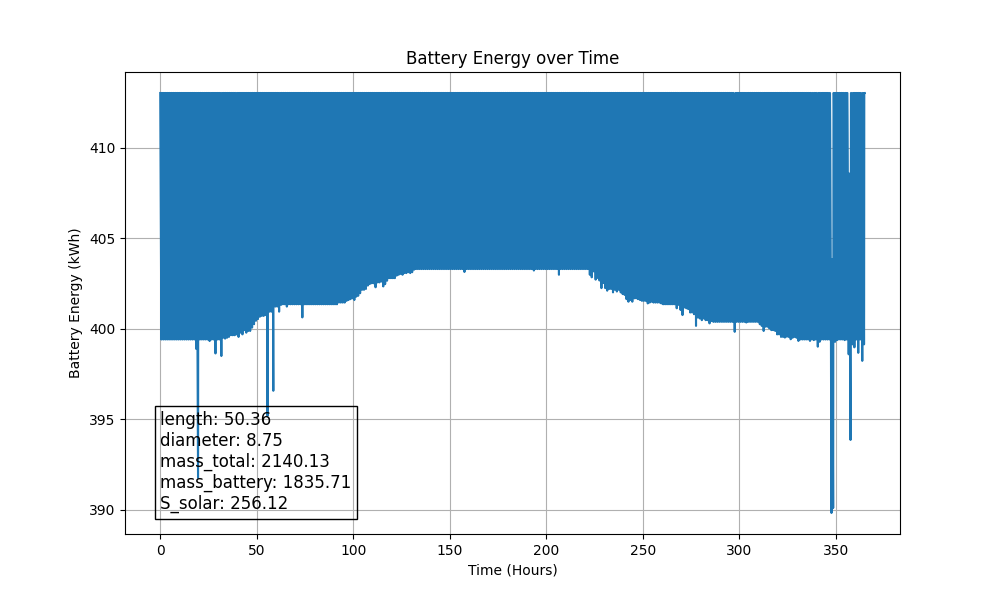 Battery Energy over Time
Battery Energy (kWh)
410
405
400
395
390
length: 50.36
diameter: 8.75
mass_total: 2140.13
mass_battery: 1835.71
S_solar: 256.12
0 50 100 150 200 250 300 350
Time (Hours)